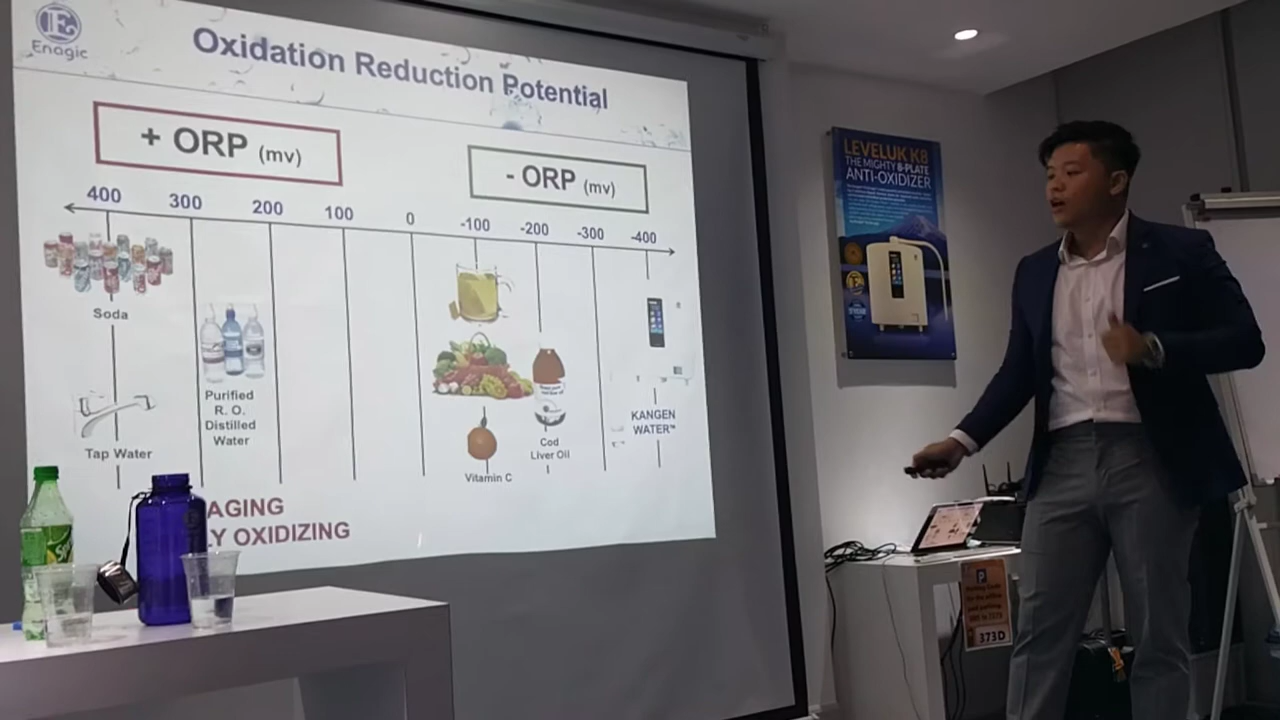 Enagic
Oxidation Reduction Potential
+ ORP (mv)
- ORP (mv)
400 300 200 100 0 -100 -200 -300 -400
Soda
Tap Water
Purified
R. O.
Distilled
Water
Vitamin C
Cod
Liver Oil
KANGEN
WATER™
AGING
LY OXIDIZING
LEVELUK K8
THE MIGHTY 8-PLATE
ANTI-OXIDIZER
P
373D